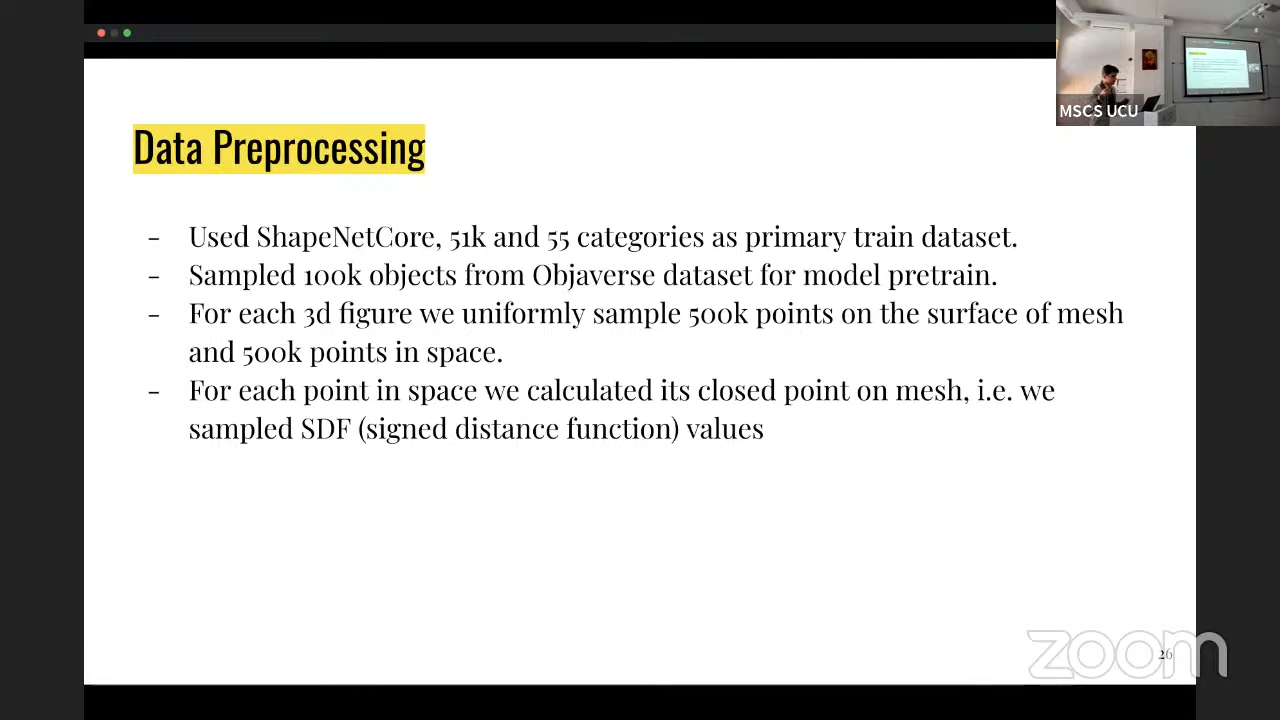 MSCS UCU
Data Preprocessing
- Used ShapeNetCore, 51k and 55 categories as primary train dataset.
- Sampled 100k objects from Objaverse dataset for model pretrain.
- For each 3d figure we uniformly sample 500k points on the surface of mesh
and 500k points in space.
- For each point in space we calculated its closed point on mesh, i.e. we
sampled SDF (signed distance function) values
zoom
26